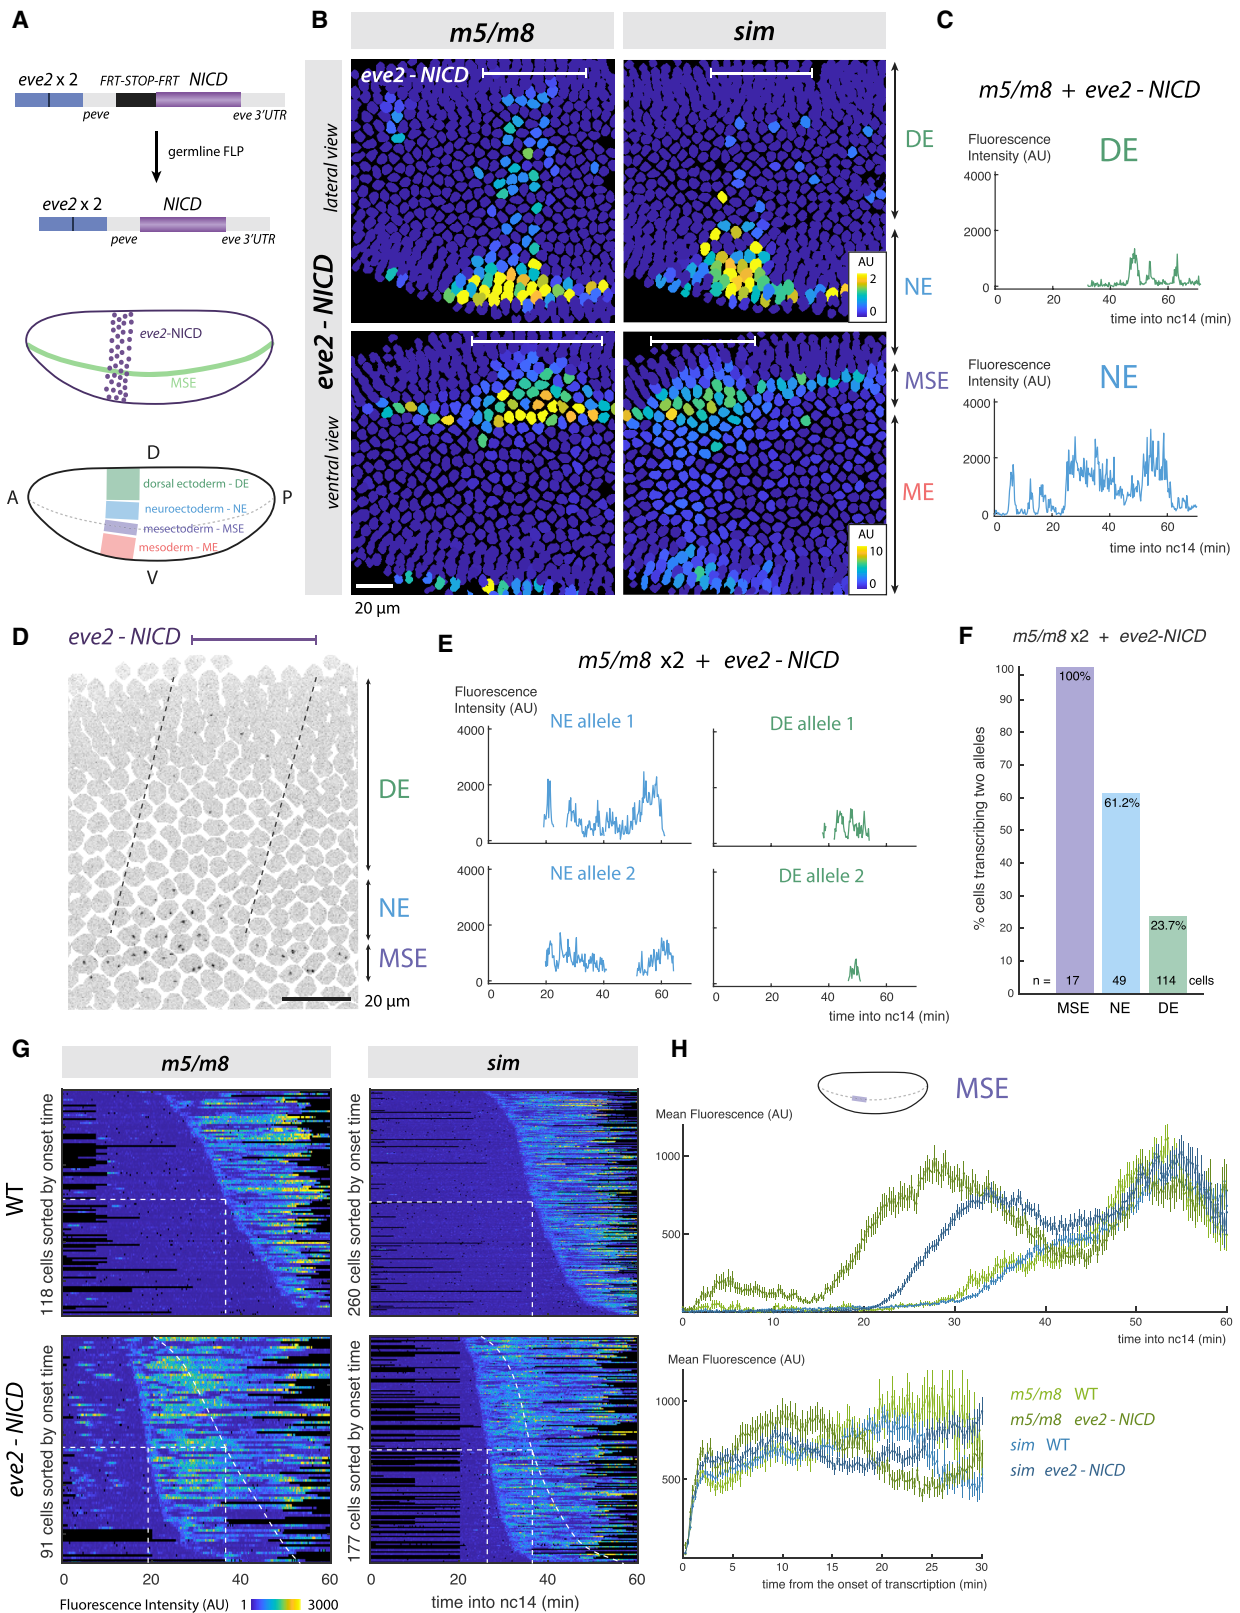 A
eve2 x 2
FRT-STOP-FRT
NICD
peve
eve 3'UTR
germline FLP
eve2 x 2
NICD
peve
eve 3'UTR
eve2-NICD
MSE
D
A
P
dorsal ectoderm - DE
neuroectoderm - NE
mesectoderm - MSE
mesoderm - ME
V
B
m5/m8
sim
eve2 - NICD
lateral view
eve2 - NICD
ventral view
AU
2
0
AU
10
0
20 µm
DE
NE
MSE
ME
C
m5/m8 + eve2 - NICD
Fluorescence
Intensity (AU)
DE
4000
2000
0
0 20 40 60
time into nc14 (min)
Fluorescence
Intensity (AU)
NE
4000
2000
0
0 20 40 60
time into nc14 (min)
D
eve2 - NICD
DE
NE
MSE
20 µm
E
m5/m8 x2 + eve2 - NICD
Fluorescence
Intensity (AU)
NE allele 1
DE allele 1
4000
2000
0
NE allele 2
DE allele 2
4000
2000
0
0 20 40 60
0 20 40 60
time into nc14 (min)
F
m5/m8 x2 + eve2-NICD
% cells transcribing two alleles
100
90
80
70
60
50
40
30
20
10
0
100%
61.2%
23.7%
n = 17 49 114 cells
MSE NE DE
G
m5/m8
sim
WT
118 cells sorted by onset time
260 cells sorted by onset time
eve2 - NICD
91 cells sorted by onset time
177 cells sorted by onset time
0 20 40 60
0 20 40 60
Fluorescence Intensity (AU) 1 3000
time into nc14 (min)
H
MSE
Mean Fluorescence (AU)
1000
500
0 10 20 30 40 50 60
time into nc14 (min)
Mean Fluorescence (AU)
1000
500
0 5 10 15 20 25 30
time from the onset of transcrtiption (min)
m5/m8 WT
m5/m8 eve2 - NICD
sim WT
sim eve2 - NICD